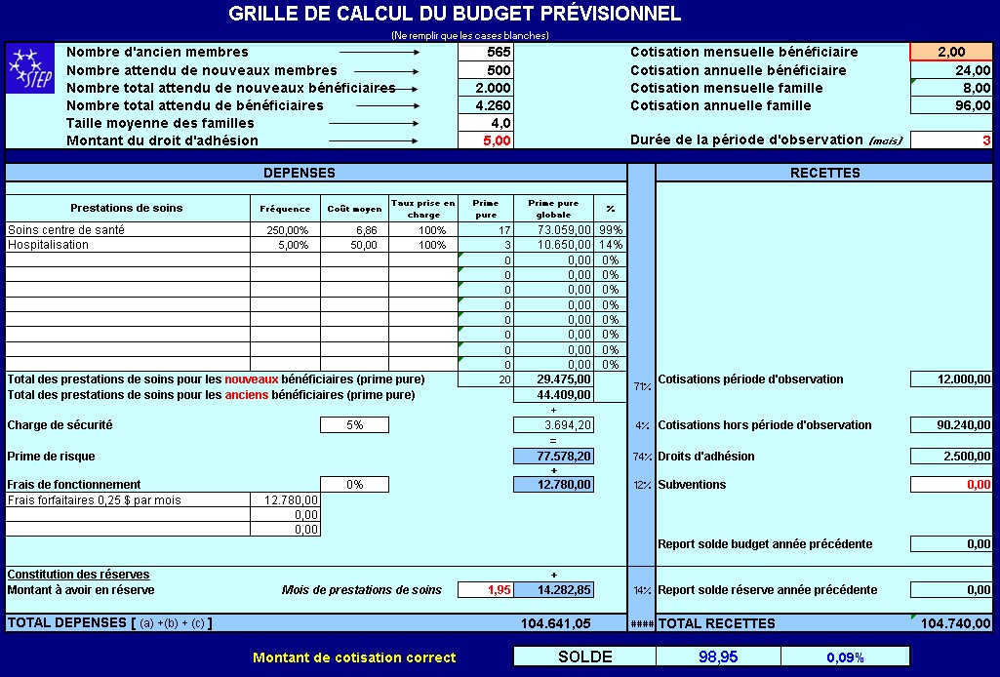 GRILLE DE CALCUL DU BUDGET PRÉVISIONNEL
(Ne remplir que les cases blanches)
STEP
Nombre d'ancien membres 565 Cotisation mensuelle bénéficiaire 2,00
Nombre attendu de nouveaux membres 500 Cotisation annuelle bénéficiaire 24,00
Nombre total attendu de nouveaux bénéficiaires 2.000 Cotisation mensuelle famille 8,00
Nombre total attendu de bénéficiaires 4.260 Cotisation annuelle famille 96,00
Taille moyenne des familles 4,0
Montant du droit d'adhésion 5,00 Durée de la période d'observation (mois) 3
DEPENSES RECETTES
Prestations de soins Fréquence Coût moyen Taux prise en charge Prime pure Prime pure globale %
Soins centre de santé 250,00% 6,86 100% 17 73.059,00 99%
Hospitalisation 5,00% 50,00 100% 3 10.650,00 14%
0 0,00 0%
0 0,00 0%
0 0,00 0%
0 0,00 0%
0 0,00 0%
0 0,00 0%
0 0,00 0%
0 0,00 0%
Total des prestations de soins pour les nouveaux bénéficiaires (prime pure) 20 29.475,00 Cotisations période d'observation 12.000,00
71%
Total des prestations de soins pour les anciens bénéficiaires (prime pure) 44.409,00
+
Charge de sécurité 5% 3.694,20 4% Cotisations hors période d'observation 90.240,00
=
Prime de risque 77.578,20 74% Droits d'adhésion 2.500,00
+
Frais de fonctionnement 0% 12.780,00 12% Subventions 0,00
Frais forfaitaires 0,25 $ par mois 12.780,00
0,00
0,00
Report solde budget année précédente 0,00
Constitution des réserves +
Montant à avoir en réserve Mois de prestations de soins 1,95 14.282,85 14% Report solde réserve année précédente 0,00
TOTAL DEPENSES [ (a) +(b) + (c) ] 104.641,05 #### TOTAL RECETTES 104.740,00
Montant de cotisation correct SOLDE 98,95 0,09%